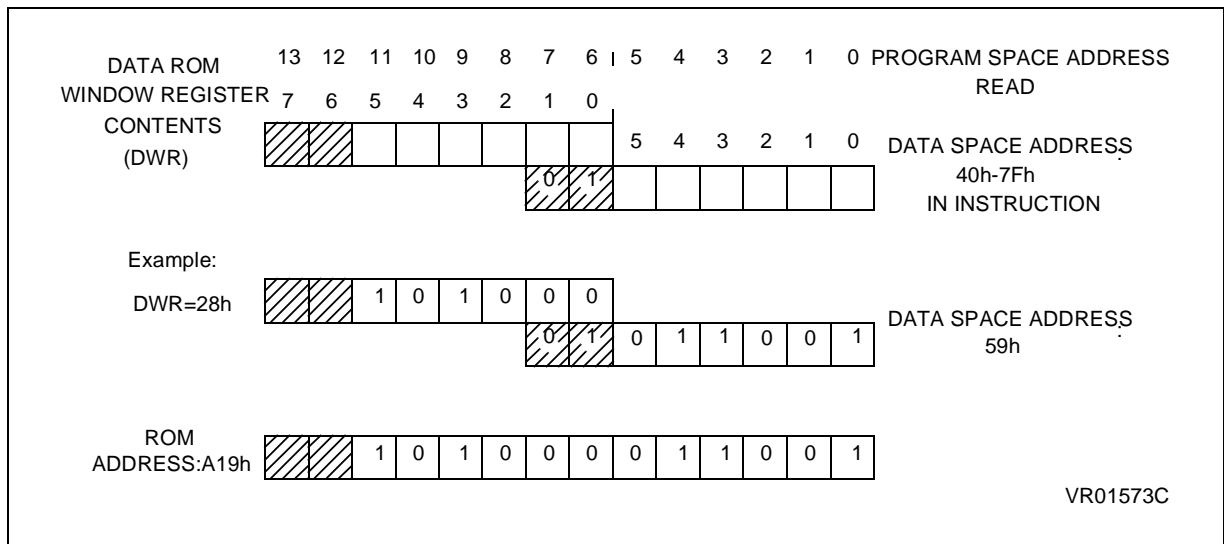 13 12 11 10 9 8 7 6 5 4 3 2 1 0 PROGRAM SPACE ADDRESS
READ
DATA ROM
WINDOW REGISTER 7 6 5 4 3 2 1 0
CONTENTS
(DWR)
5 4 3 2 1 0 DATA SPACE ADDRESS
:
0 1 40h-7Fh
IN INSTRUCTION
Example:
DWR=28h 1 0 1 0 0 0
DATA SPACE ADDRESS
:
0 1 0 1 1 0 0 1 59h
ROM
ADDRESS:A19h 1 0 1 0 0 0 0 1 1 0 0 1
VR01573C